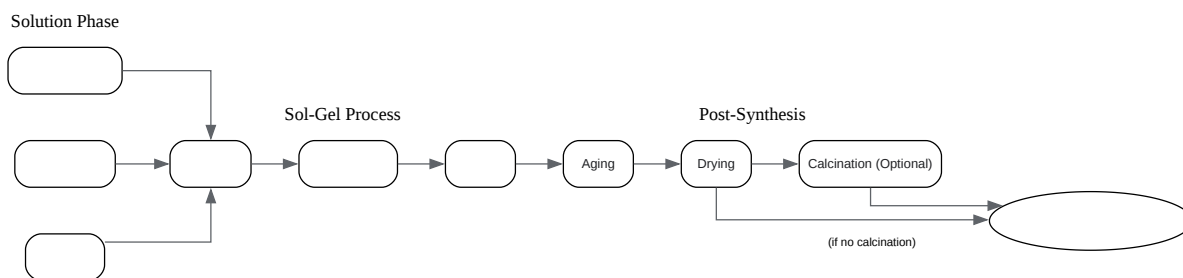 Solution Phase
Sol-Gel Process
Post-Synthesis
Aging
Drying
Calcination (Optional)
(if no calcination)